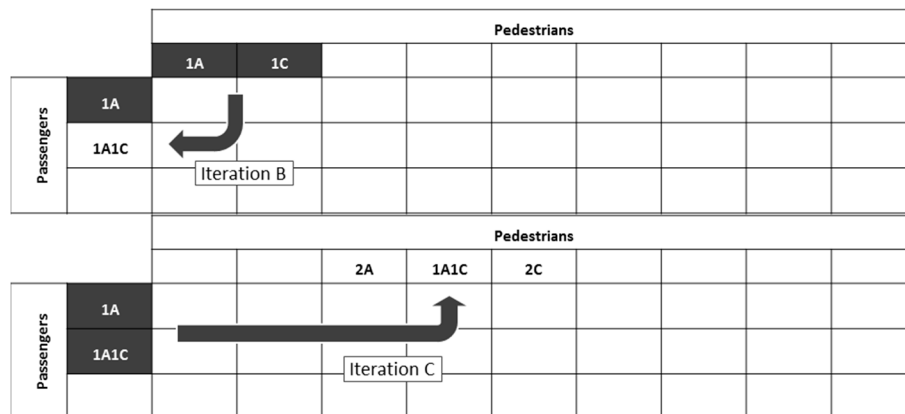 Pedestrians
1A 1C
Passengers
1A
1A1C
Iteration B
Pedestrians
2A 1A1C 2C
Passengers
1A
1A1C
Iteration C